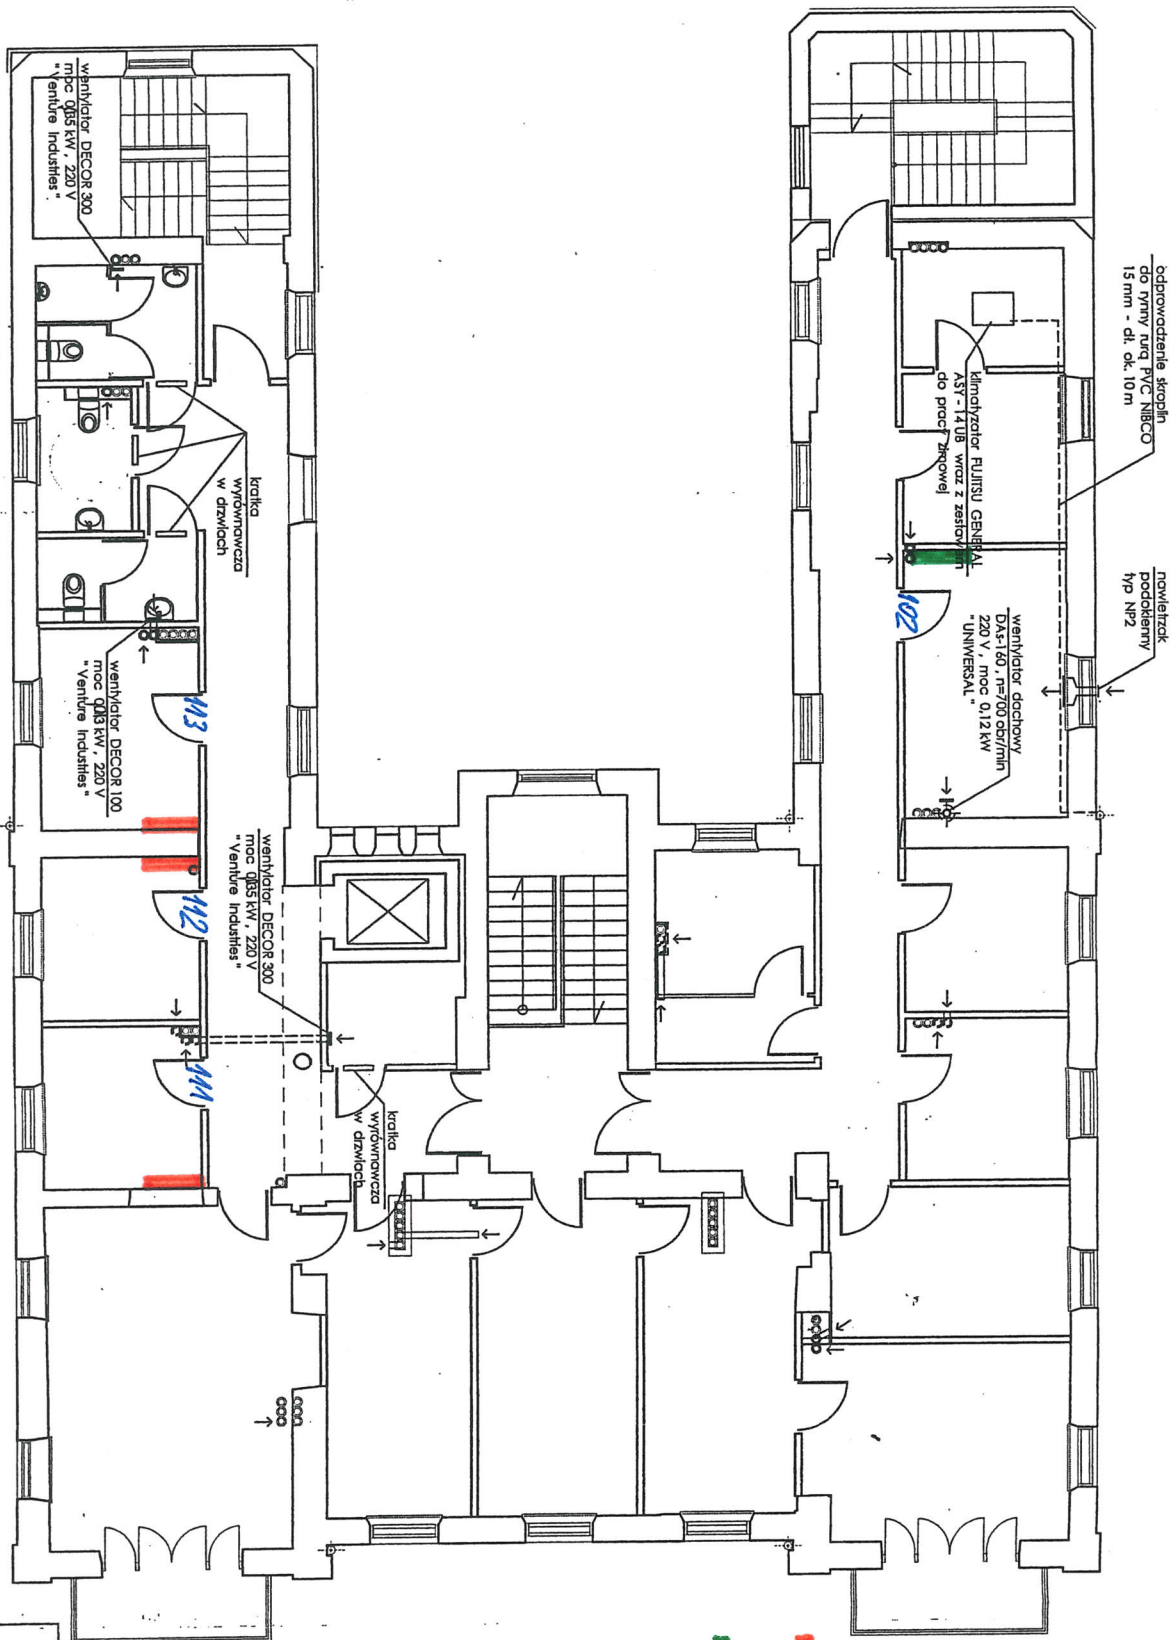 odprowadzenie skroplin
do rynny rurą PVC NIBCO
15 mm - dł. ok. 10 m
nawietrzak
podokienny
typ NP2
klimatyzator FUJITSU GENERAL
ASY - 14 UB wraz z zestawem
do pracy zimowej
wentylator dachowy
DAs-160 , n=700 obr/min
220 V , moc 0,12 kW
"UNIWERSAL"
102
wentylator DECOR 300
moc 0,035 kW , 220 V
"Venture Industries"
kratka
wyrównawcza
w drzwiach
wentylator DECOR 100
moc 0,013 kW , 220 V
"Venture Industries"
113
112
111
wentylator DECOR 300
moc 0,035 kW , 220 V
"Venture Industries"
kratka
wyrównawcza
w drzwiach